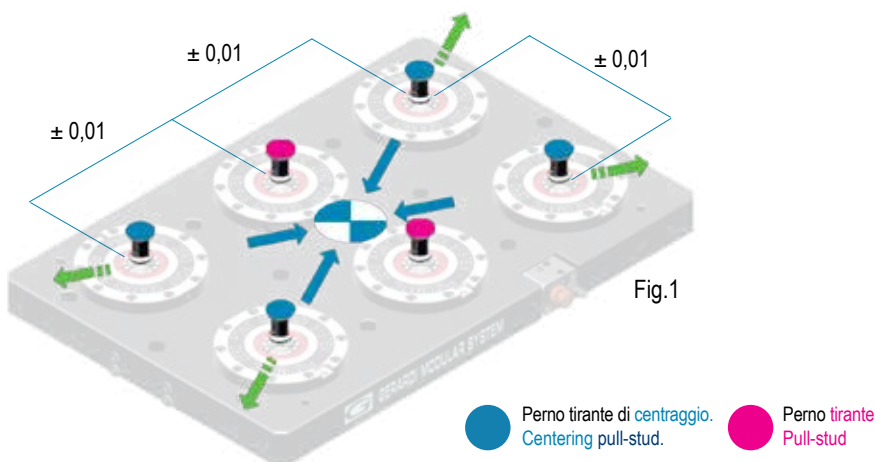 ± 0,01
± 0,01
± 0,01
Fig.1
GERARDI MODULAR SYSTEM
Perno tirante di centraggio.
Centering pull-stud.
Perno tirante
Pull-stud